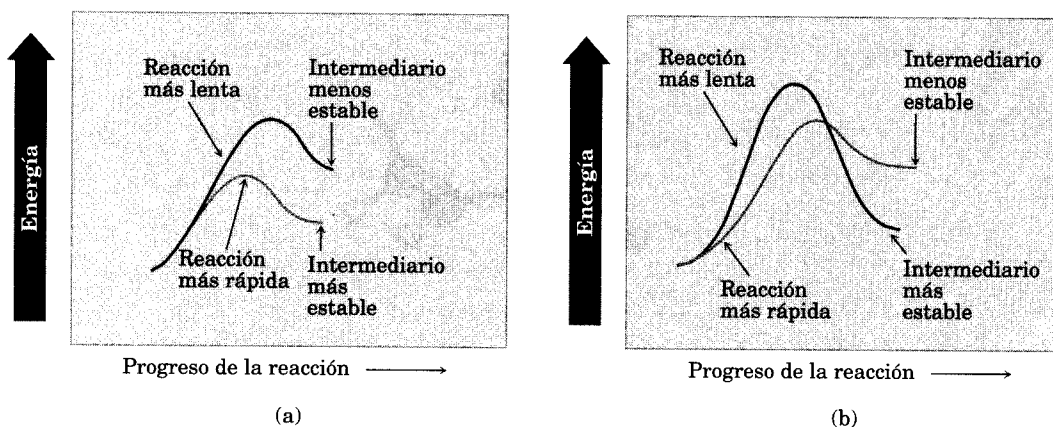 Energía
Reacción
más lenta
Intermediario
menos
estable
Reacción
más rápida
Intermediario
más
estable
Progreso de la reacción
(a)
Energía
Reacción
más lenta
Intermediario
menos
estable
Reacción
más rápida
Intermediario
más
estable
Progreso de la reacción
(b)